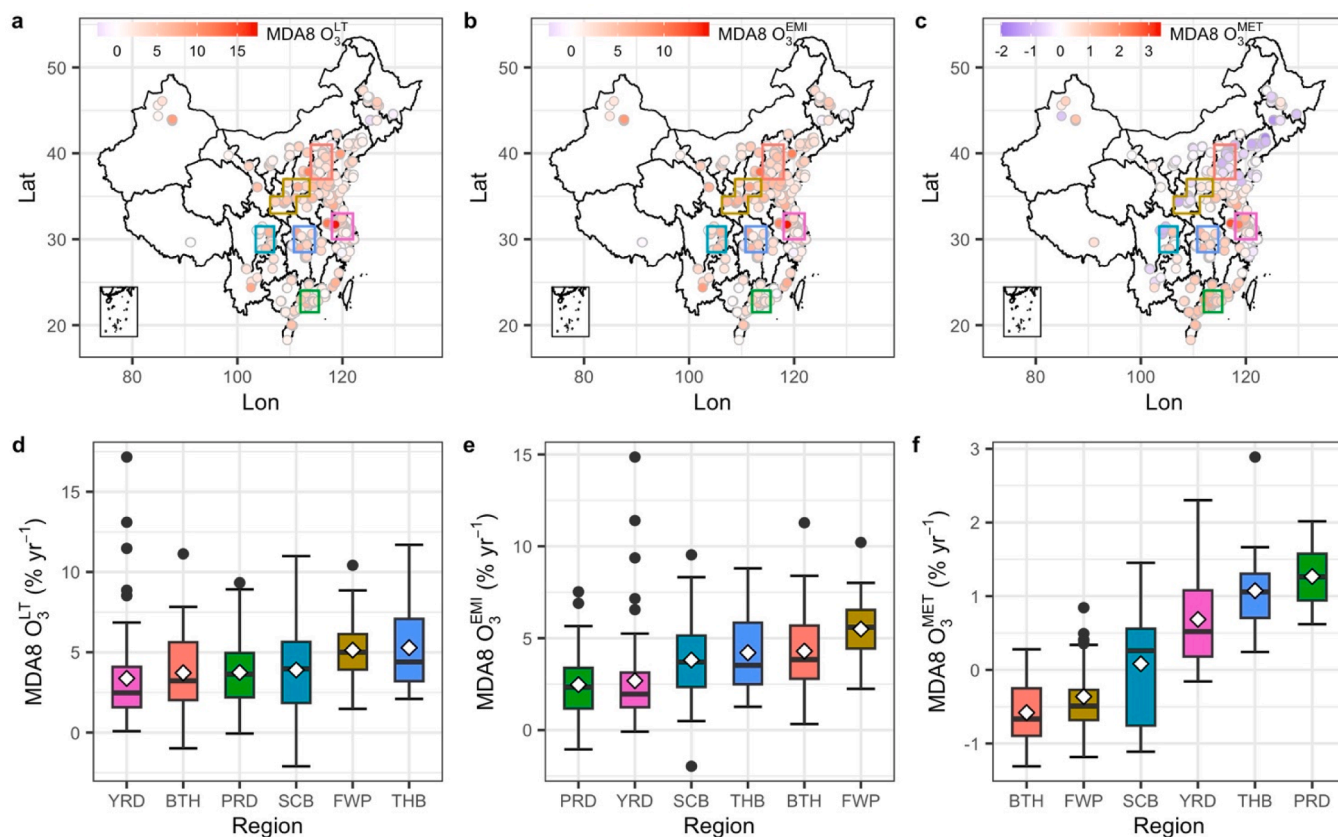 a
0 5 10 15 MDA8 O₃ᴸᵀ
50
40
30
20
Lat
80 100 120
Lon
b
0 5 10 MDA8 O₃ᴱᴹᴵ
50
40
30
20
Lat
80 100 120
Lon
c
-2 -1 0 1 2 3 MDA8 O₃ᴹᴱᵀ
50
40
30
20
Lat
80 100 120
Lon
d
MDA8 O₃ᴸᵀ (% yr⁻¹)
15
10
5
0
YRD BTH PRD SCB FWP THB
Region
e
MDA8 O₃ᴱᴹᴵ (% yr⁻¹)
15
10
5
0
PRD YRD SCB THB BTH FWP
Region
f
MDA8 O₃ᴹᴱᵀ (% yr⁻¹)
3
2
1
0
-1
BTH FWP SCB YRD THB PRD
Region